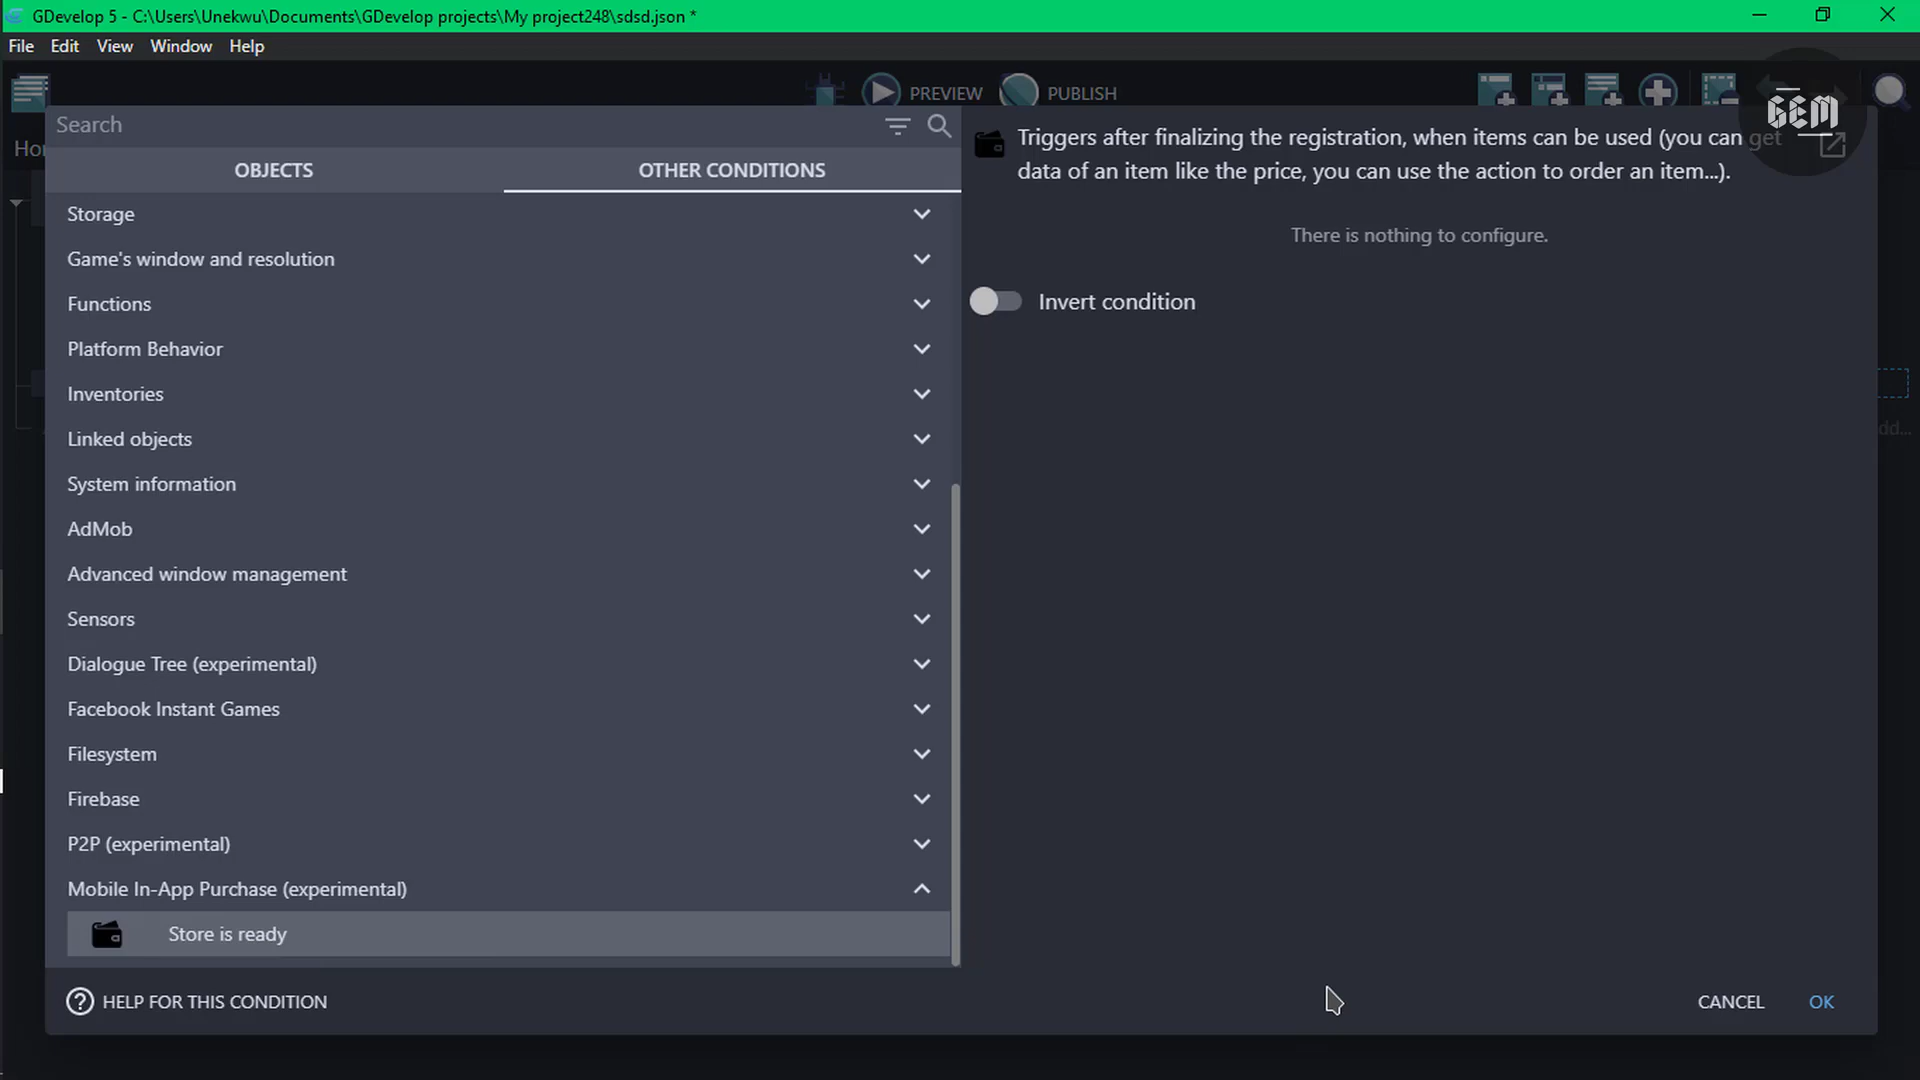 GDevelop 5 - C:\Users\Unekwu\Documents\GDevelop projects\My project248\sdsd.json *
File Edit View Window Help
PREVIEW PUBLISH
GEM
Search
Triggers after finalizing the registration, when items can be used (you can get
data of an item like the price, you can use the action to order an item...).
OBJECTS OTHER CONDITIONS
There is nothing to configure.
Invert condition
Storage
Game's window and resolution
Functions
Platform Behavior
Inventories
Linked objects
System information
AdMob
Advanced window management
Sensors
Dialogue Tree (experimental)
Facebook Instant Games
Filesystem
Firebase
P2P (experimental)
Mobile In-App Purchase (experimental)
Store is ready
HELP FOR THIS CONDITION
CANCEL OK